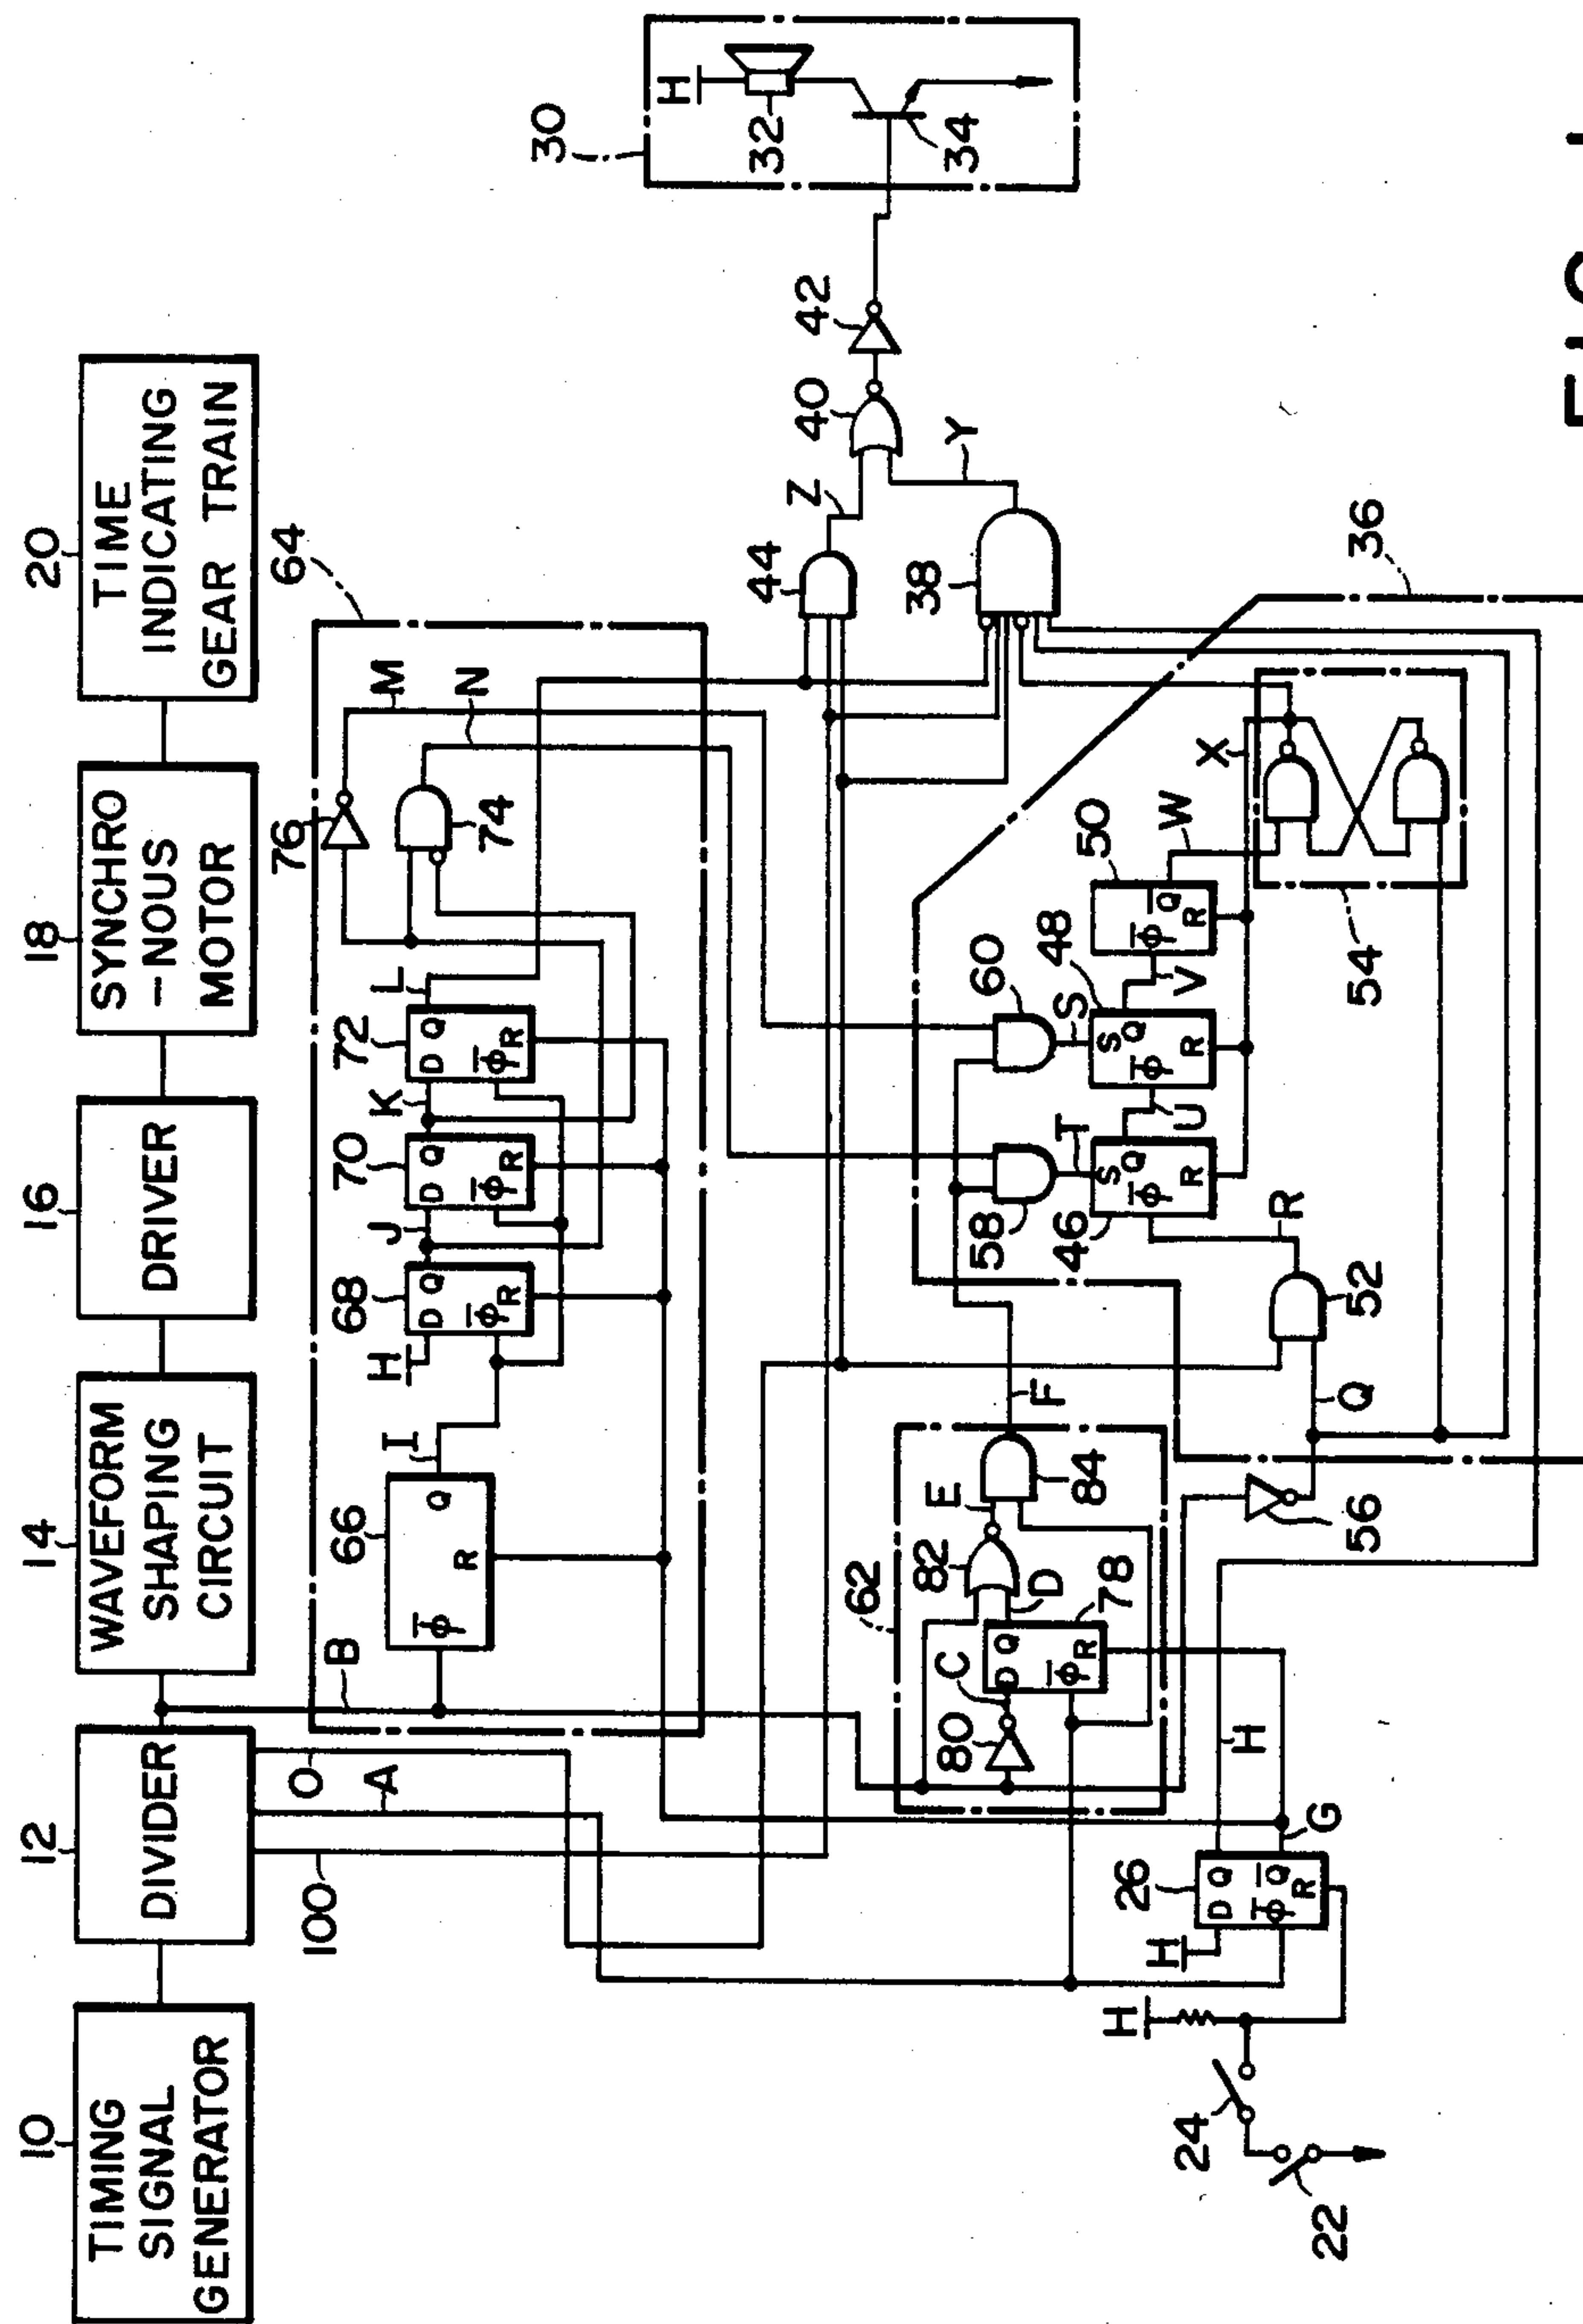 10
12
14
16
18
20
TIMING
SIGNAL
GENERATOR
DIVIDER
WAVEFORM
SHAPING
CIRCUIT
DRIVER
SYNCHRO
-NOUS
MOTOR
TIME
INDICATING
GEAR TRAIN
100
A
O
B
66
φ̅
Q
R
I
H
68
D
Q
φ̅
R
J
70
D
Q
φ̅
R
K
72
D
Q
φ̅
R
L
76
74
M
N
64
62
80
C
D
Q
φ̅
R
78
D
82
E
84
F
58
T
60
S
44
Z
38
Y
40
42
30
H
32
34
H
22
24
H
26
D
Q
φ̅
Q̅
R
G
H
56
Q
52
R
46
S
Q
φ̅
R
U
48
S
Q
φ̅
R
V
50
φ̅
Q̅
R
W
X
54
36